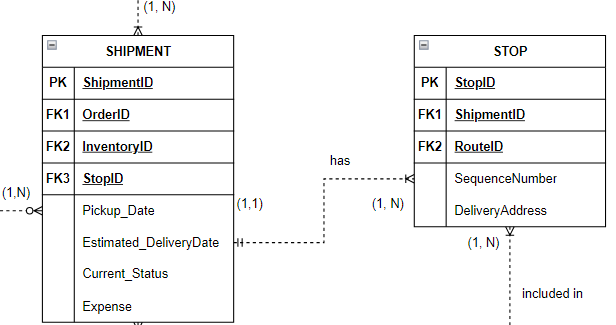 (1, N)
SHIPMENT
PK ShipmentID
FK1 OrderID
FK2 InventoryID
FK3 StopID
Pickup_Date
Estimated_DeliveryDate
Current_Status
Expense
(1,N)
(1,1)
has
(1, N)
STOP
PK StopID
FK1 ShipmentID
FK2 RouteID
SequenceNumber
DeliveryAddress
(1, N)
included in